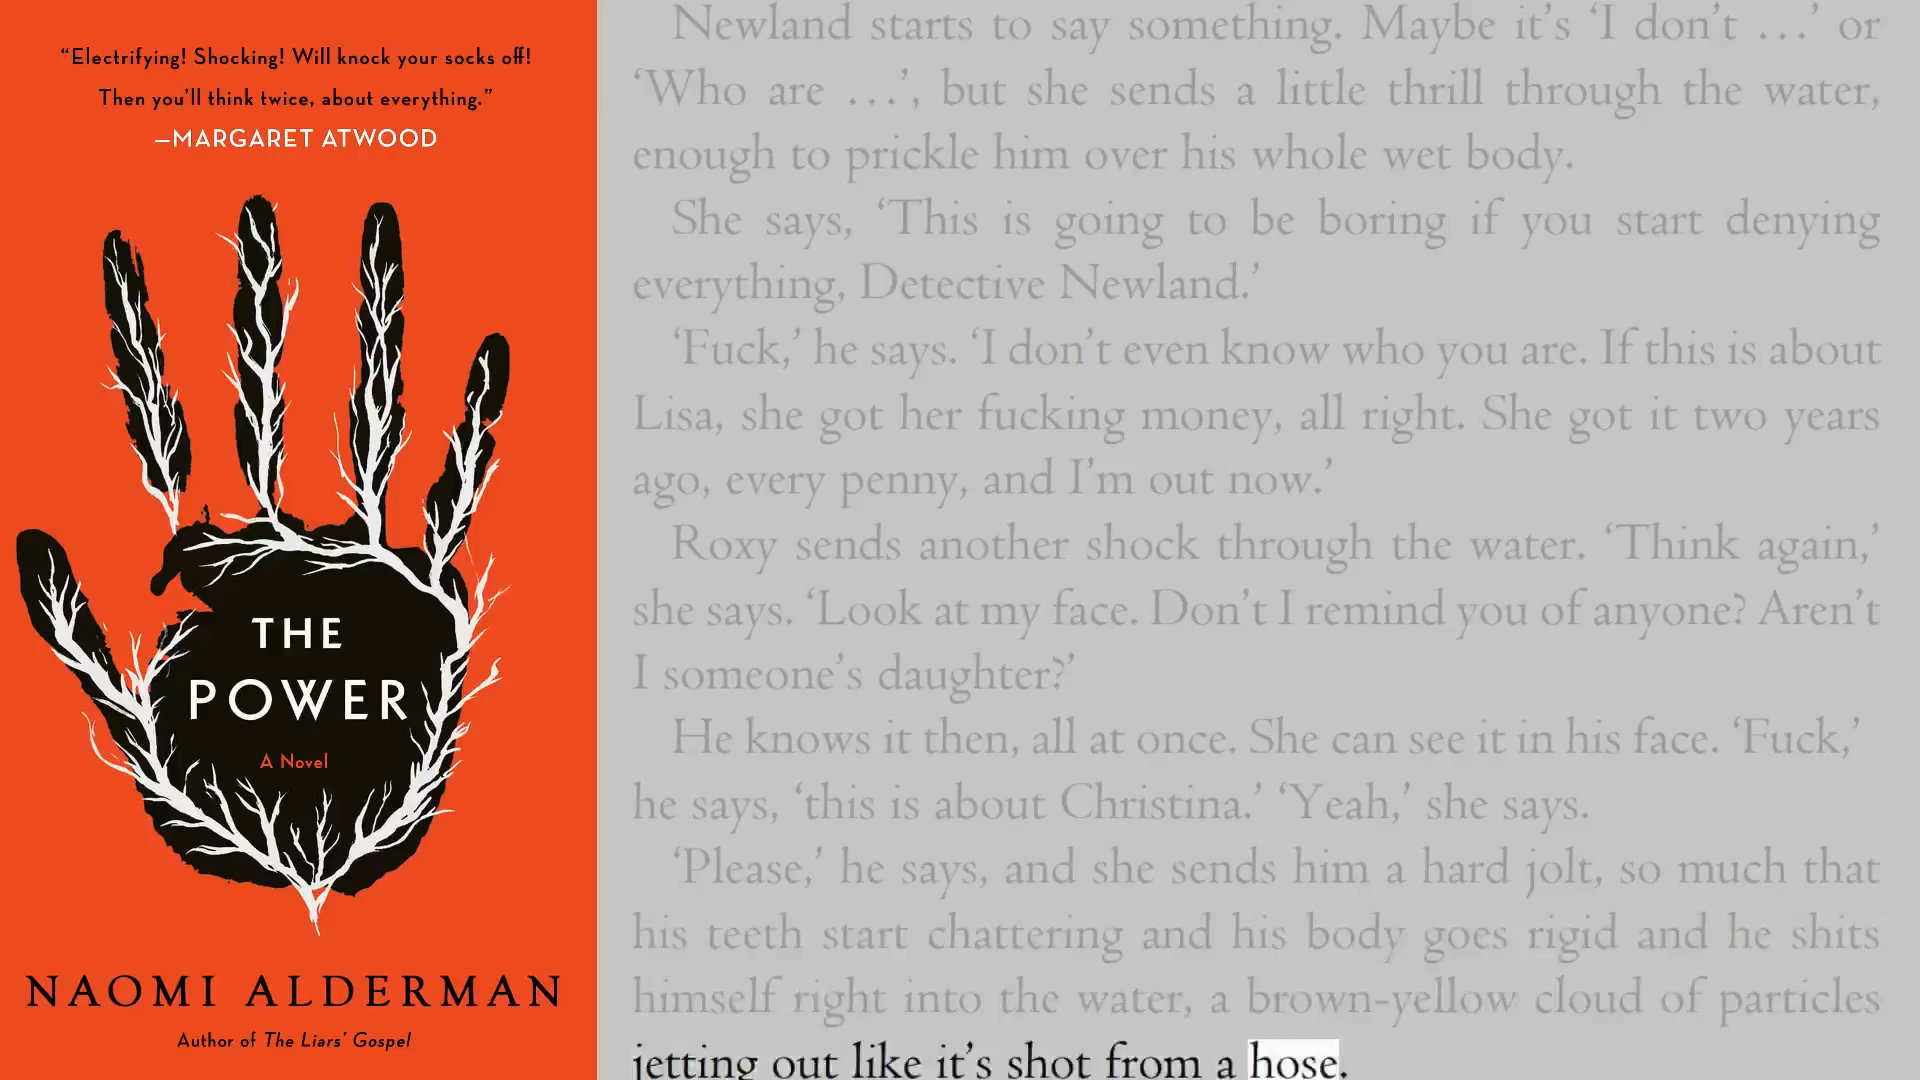 “Electrifying! Shocking! Will knock your socks off!
Then you’ll think twice, about everything.”
—MARGARET ATWOOD
THE
POWER
A Novel
NAOMI ALDERMAN
Author of The Liars’ Gospel
Newland starts to say something. Maybe it’s ‘I don’t …’ or
‘Who are …’, but she sends a little thrill through the water,
enough to prickle him over his whole wet body.
She says, ‘This is going to be boring if you start denying
everything, Detective Newland.’
‘Fuck,’ he says. ‘I don’t even know who you are. If this is about
Lisa, she got her fucking money, all right. She got it two years
ago, every penny, and I’m out now.’
Roxy sends another shock through the water. ‘Think again,’
she says. ‘Look at my face. Don’t I remind you of anyone? Aren’t
I someone’s daughter?’
He knows it then, all at once. She can see it in his face. ‘Fuck,’
he says, ‘this is about Christina.’ ‘Yeah,’ she says.
‘Please,’ he says, and she sends him a hard jolt, so much that
his teeth start chattering and his body goes rigid and he shits
himself right into the water, a brown-yellow cloud of particles
jetting out like it’s shot from a hose.